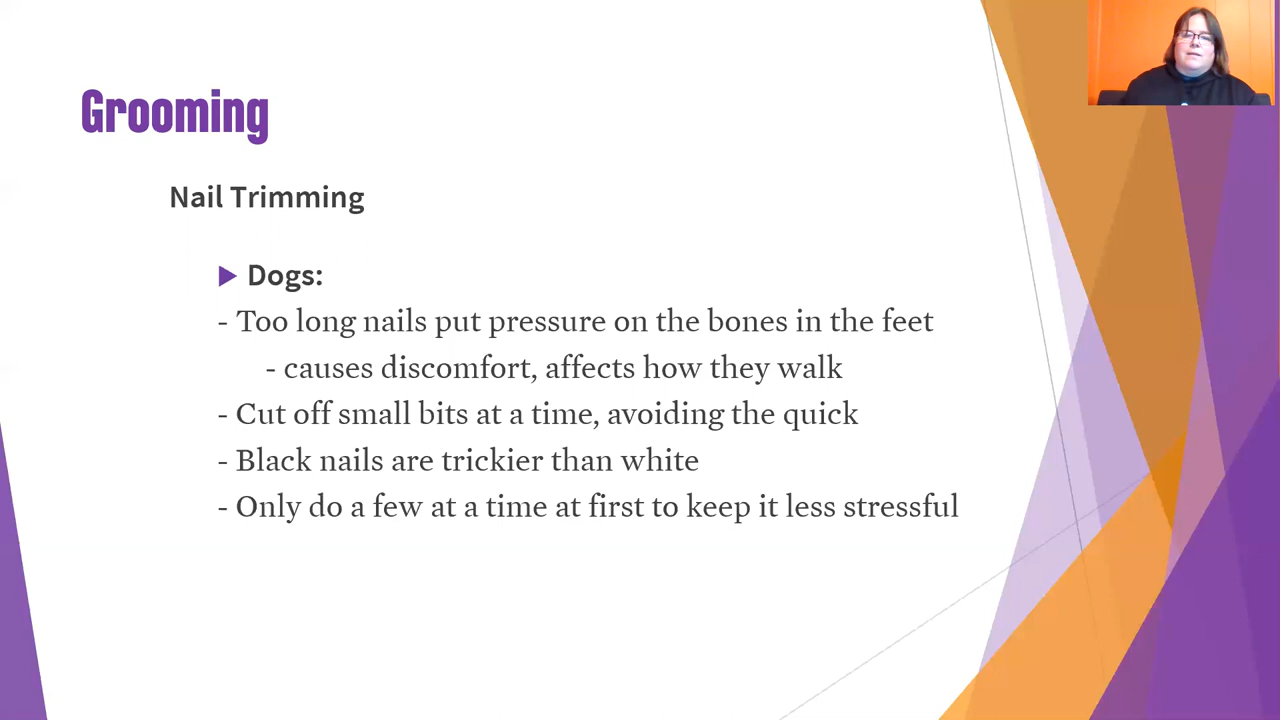 Grooming
Nail Trimming
Dogs:
- Too long nails put pressure on the bones in the feet
- causes discomfort, affects how they walk
- Cut off small bits at a time, avoiding the quick
- Black nails are trickier than white
- Only do a few at a time at first to keep it less stressful